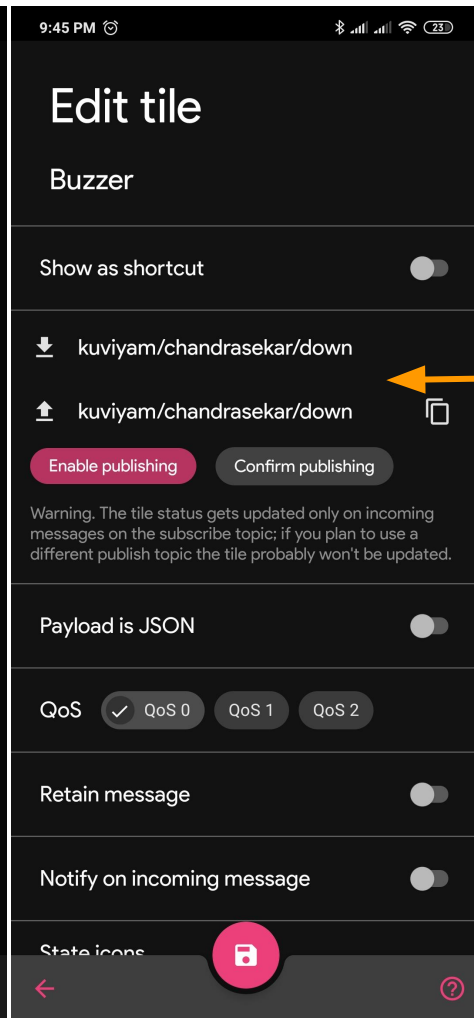 9:45 PM 23
Edit tile
Buzzer
Show as shortcut
kuviyam/chandrasekar/down
kuviyam/chandrasekar/down
Enable publishing Confirm publishing
Warning. The tile status gets updated only on incoming
messages on the subscribe topic; if you plan to use a
different publish topic the tile probably won't be updated.
Payload is JSON
QoS QoS 0 QoS 1 QoS 2
Retain message
Notify on incoming message
State icons